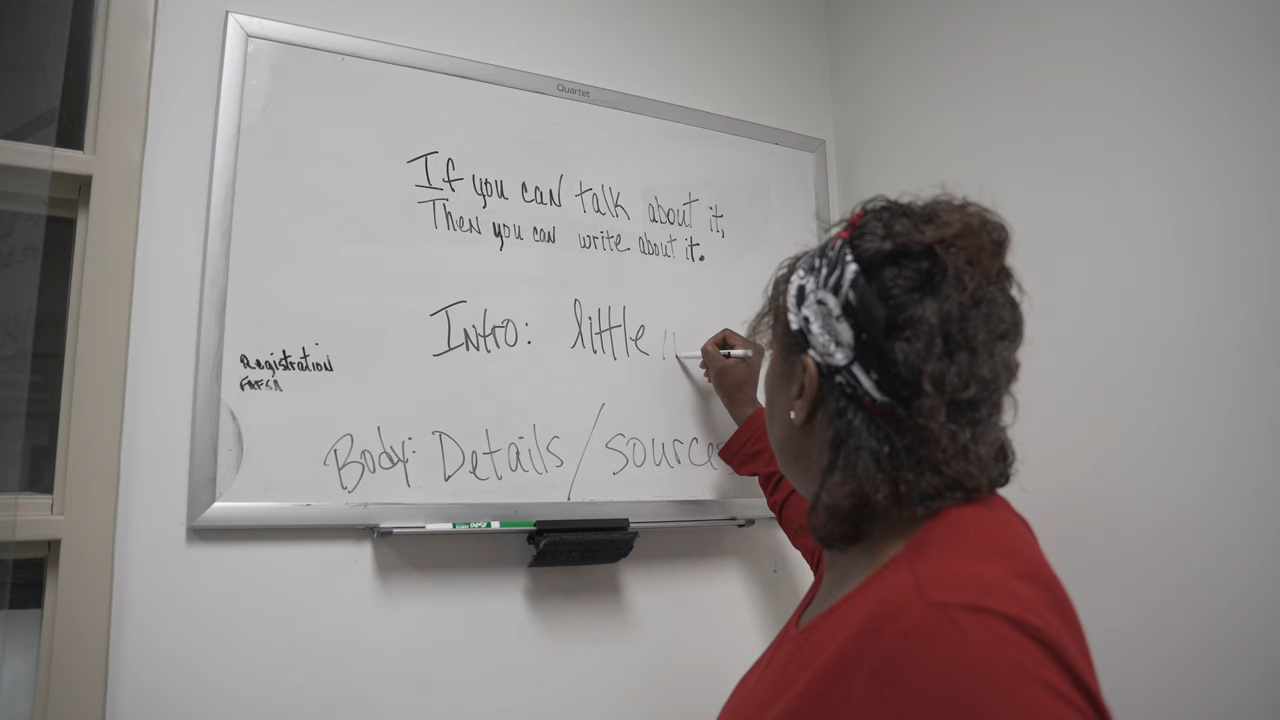 Quartet
If you can talk about it,
Then you can write about it.
Intro: little
Registration
FAFSA
Body: Details / sources